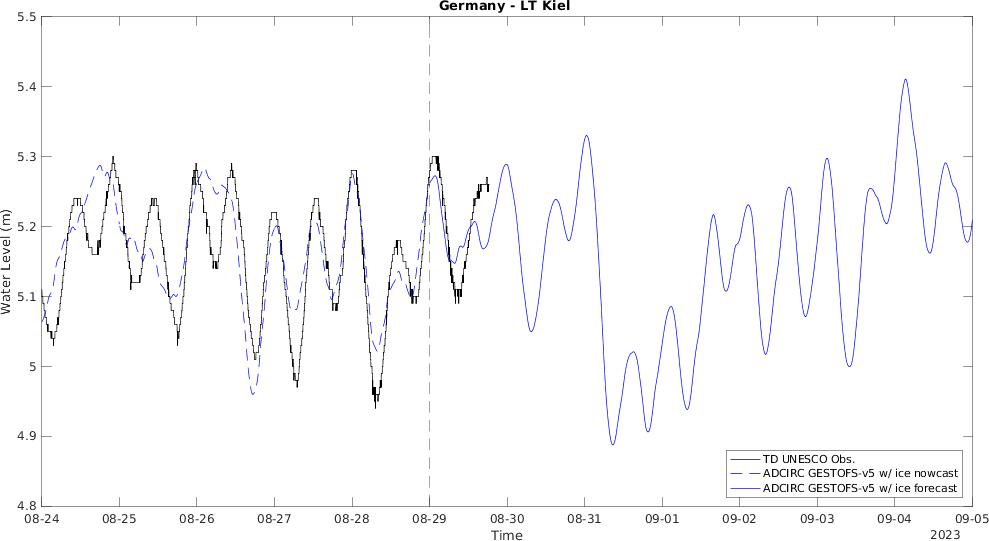 Germany - LT Kiel
5.5
5.4
5.3
5.2
5.1
5
4.9
4.8
Water Level (m)
08-24 08-25 08-26 08-27 08-28 08-29 08-30 08-31 09-01 09-02 09-03 09-04 09-05
Time
2023
TD UNESCO Obs.
ADCIRC GESTOFS-v5 w/ ice nowcast
ADCIRC GESTOFS-v5 w/ ice forecast